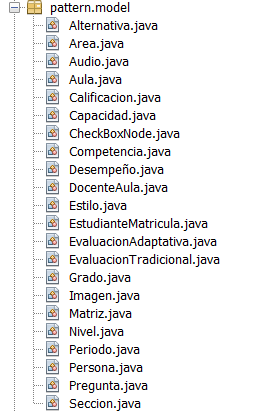 pattern.model
Alternativa.java
Area.java
Audio.java
Aula.java
Calificacion.java
Capacidad.java
CheckBoxNode.java
Competencia.java
Desempeño.java
DocenteAula.java
Estilo.java
EstudianteMatricula.java
EvaluacionAdaptativa.java
EvaluacionTradicional.java
Grado.java
Imagen.java
Matriz.java
Nivel.java
Periodo.java
Persona.java
Pregunta.java
Seccion.java